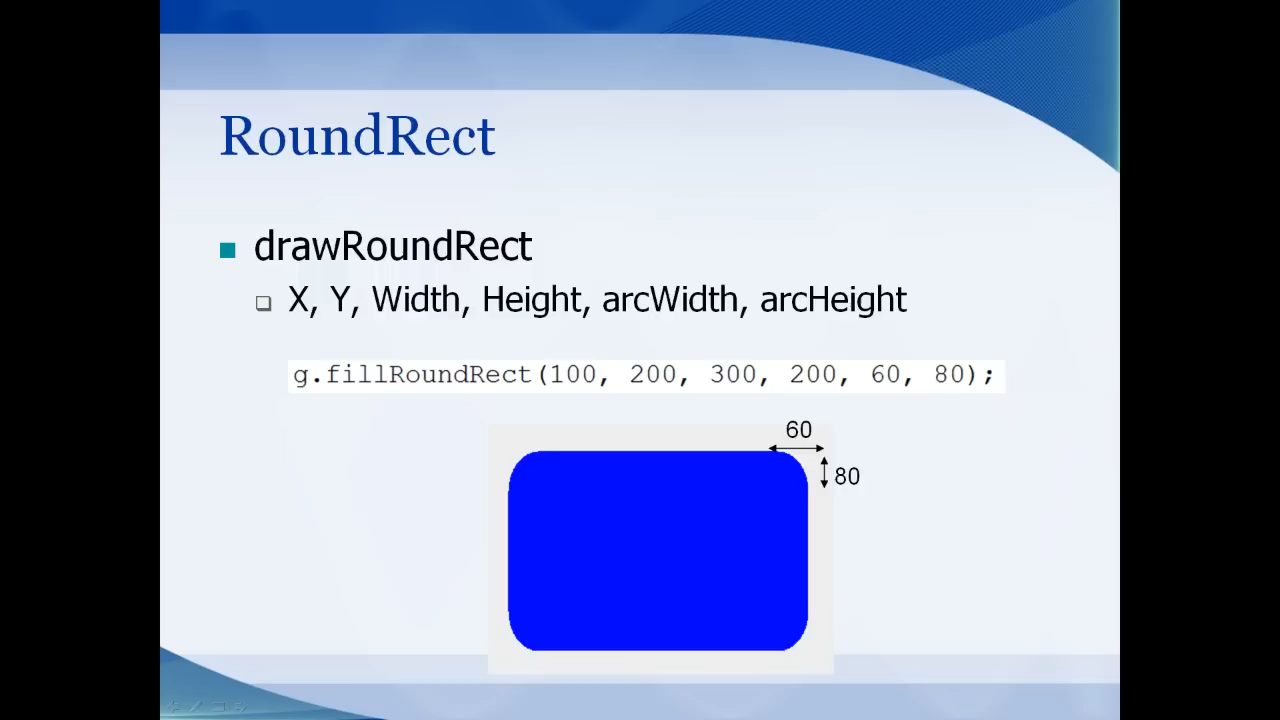 RoundRect
drawRoundRect
X, Y, Width, Height, arcWidth, arcHeight
g.fillRoundRect(100, 200, 300, 200, 60, 80);
60
80